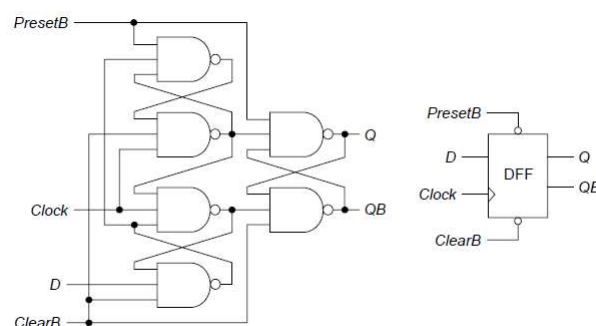 PresetB
Q
Clock
QB
D
ClearB
PresetB
D
DFF
Q
Clock
QB
ClearB